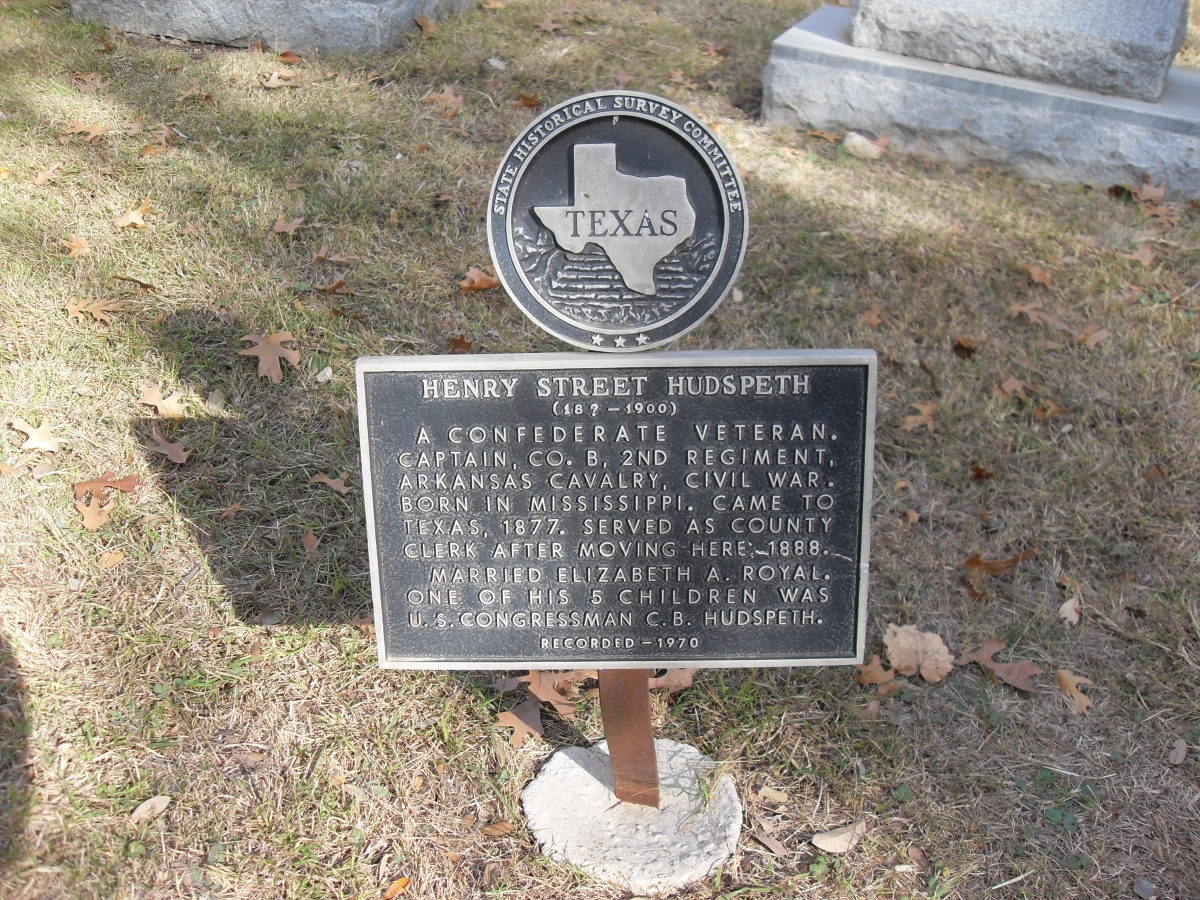 STATE HISTORICAL SURVEY COMMITTEE
TEXAS
HENRY STREET HUDSPETH
(18? — 1900)
A CONFEDERATE VETERAN.
CAPTAIN, CO. B, 2ND REGIMENT,
ARKANSAS CAVALRY, CIVIL WAR.
BORN IN MISSISSIPPI. CAME TO
TEXAS, 1877. SERVED AS COUNTY
CLERK AFTER MOVING HERE, 1888.
MARRIED ELIZABETH A. ROYAL.
ONE OF HIS 5 CHILDREN WAS
U.S. CONGRESSMAN C.B. HUDSPETH.
RECORDED — 1970